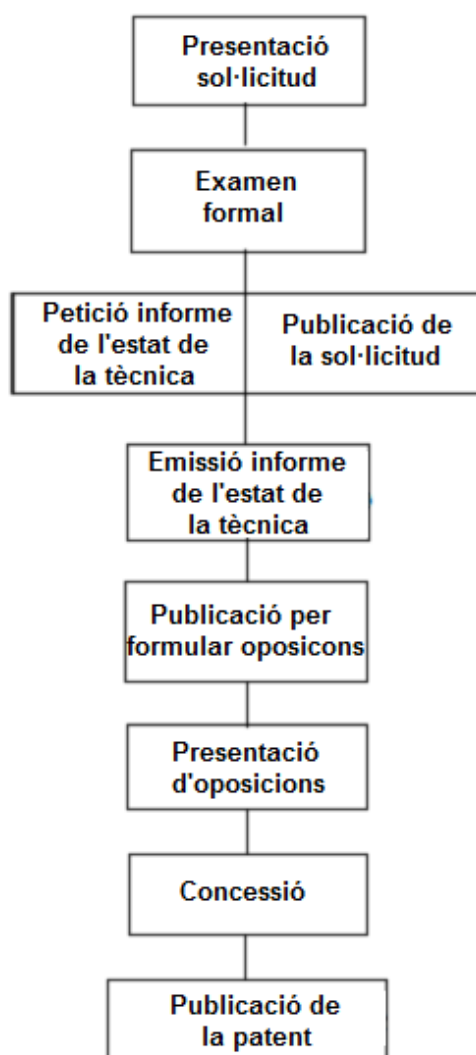 Presentació
sol·licitud
Examen
formal
Petició informe
de l'estat de
la tècnica
Publicació de
la sol·licitud
Emissió informe
de l'estat de
la tècnica
Publicació per
formular oposicons
Presentació
d'oposicions
Concessió
Publicació de
la patent